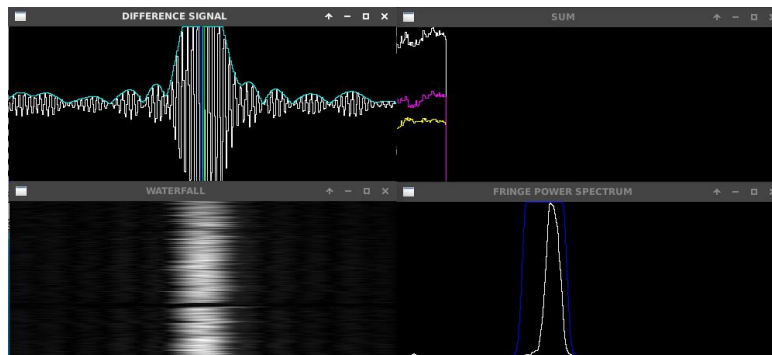 DIFFERENCE SIGNAL
SUM
WATERFALL
FRINGE POWER SPECTRUM